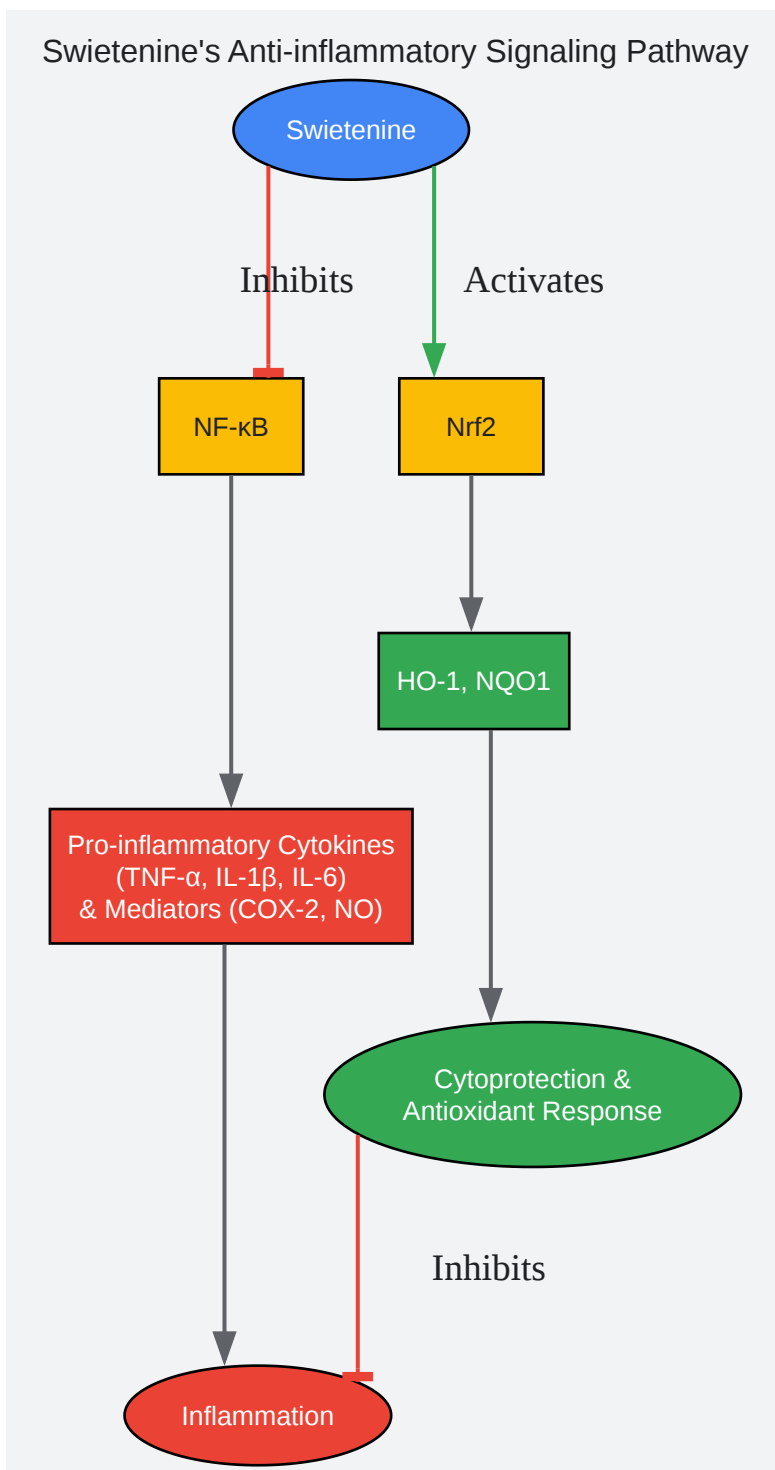 Swietenine's Anti-inflammatory Signaling Pathway
Swietenine
Inhibits
Activates
NF-κB
Nrf2
HO-1, NQO1
Pro-inflammatory Cytokines
(TNF-α, IL-1β, IL-6)
& Mediators (COX-2, NO)
Cytoprotection &
Antioxidant Response
Inhibits
Inflammation